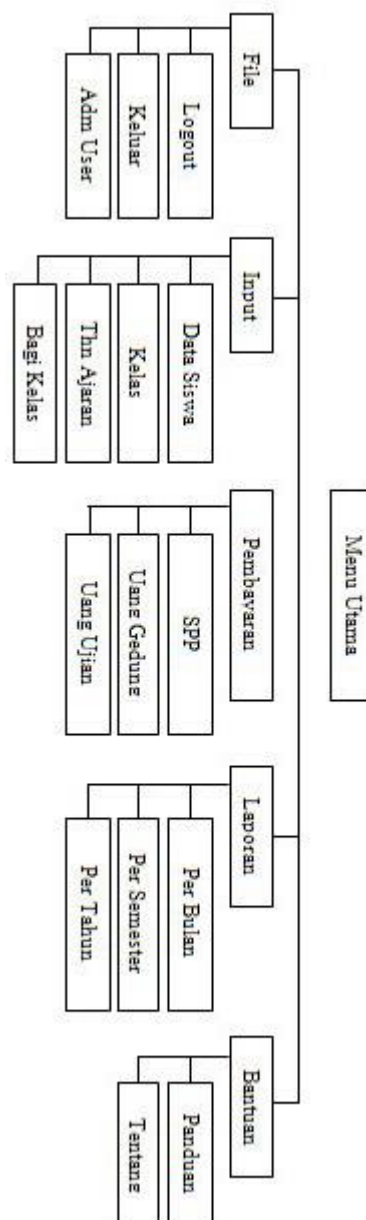 Menu Utama
File
Logout
Keluar
Adm User
Input
Data Siswa
Kelas
Thn Ajaran
Bagi Kelas
Pembayaran
SPP
Uang Gedung
Uang Ujian
Laporan
Per Bulan
Per Semester
Per Tahun
Bantuan
Panduan
Tentang